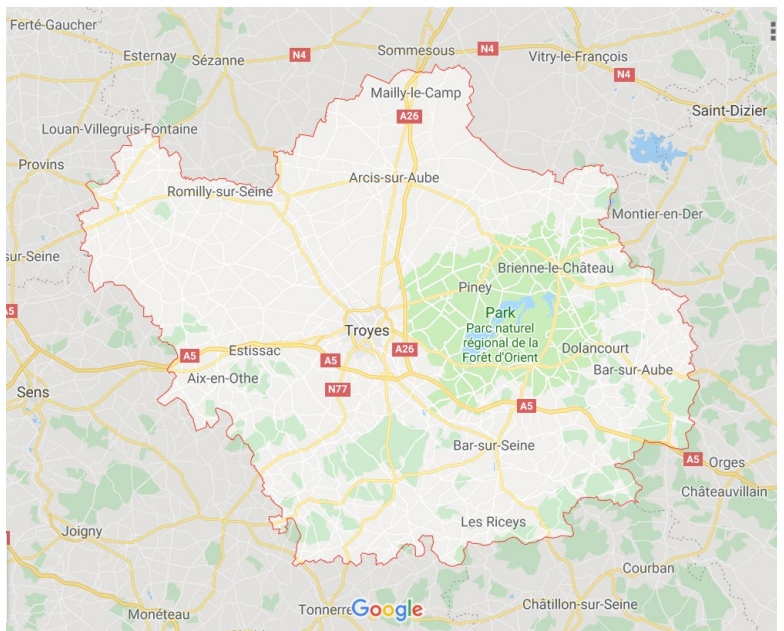 Ferté-Gaucher
Esternay
Sézanne
N4
Sommesous
N4
Vitry-le-François
N4
Mailly-le-Camp
A26
Saint-Dizier
Louan-Villegruis-Fontaine
Provins
Romilly-sur-Seine
Arcis-sur-Aube
Montier-en-Der
sur-Seine
Brienne-le-Château
Piney
A5
Park
Parc naturel
régional de la
Forêt d'Orient
Troyes
A26
Dolancourt
Estissac
A5
A5
Aix-en-Othe
Bar-sur-Aube
Sens
N77
A5
Bar-sur-Seine
A5
Orges
Châteauvillain
Joigny
Les Riceys
Courban
Monéteau
Tonnerre
Google
Châtillon-sur-Seine